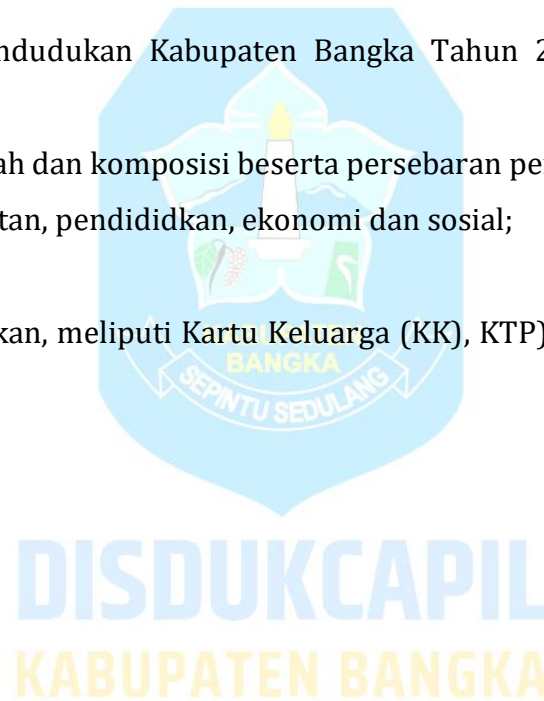 ndudukan Kabupaten Bangka Tahun 2
ah dan komposisi beserta persebaran pe
tan, pendididkan, ekonomi dan sosial;
kan, meliputi Kartu Keluarga (KK), KTP)
KABUPATEN
BANGKA
SEPINTU SEDULANG
DISDUKCAPIL
KABUPATEN BANGKA